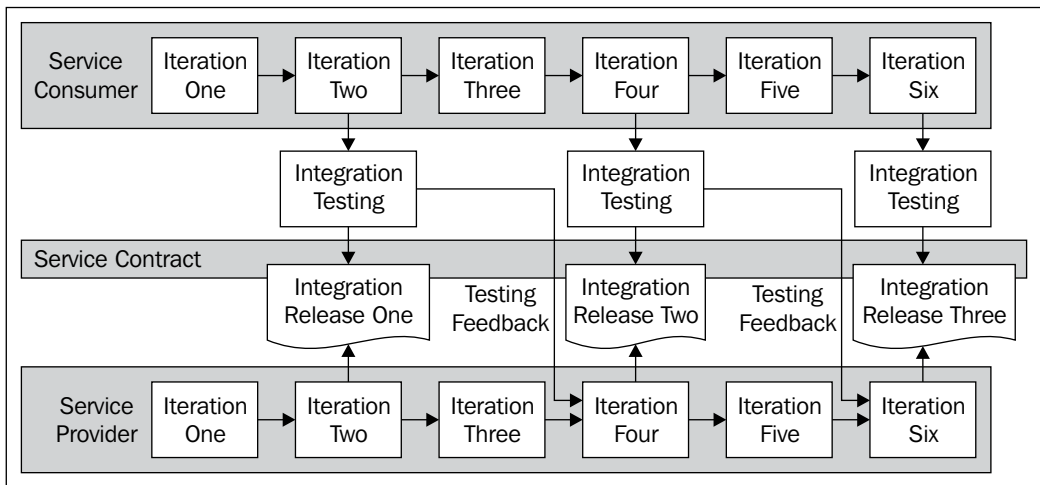 Service
Consumer
Iteration
One
Iteration
Two
Iteration
Three
Iteration
Four
Iteration
Five
Iteration
Six
Integration
Testing
Integration
Testing
Integration
Testing
Service Contract
Integration
Release One
Testing
Feedback
Integration
Release Two
Testing
Feedback
Integration
Release Three
Service
Provider
Iteration
One
Iteration
Two
Iteration
Three
Iteration
Four
Iteration
Five
Iteration
Six